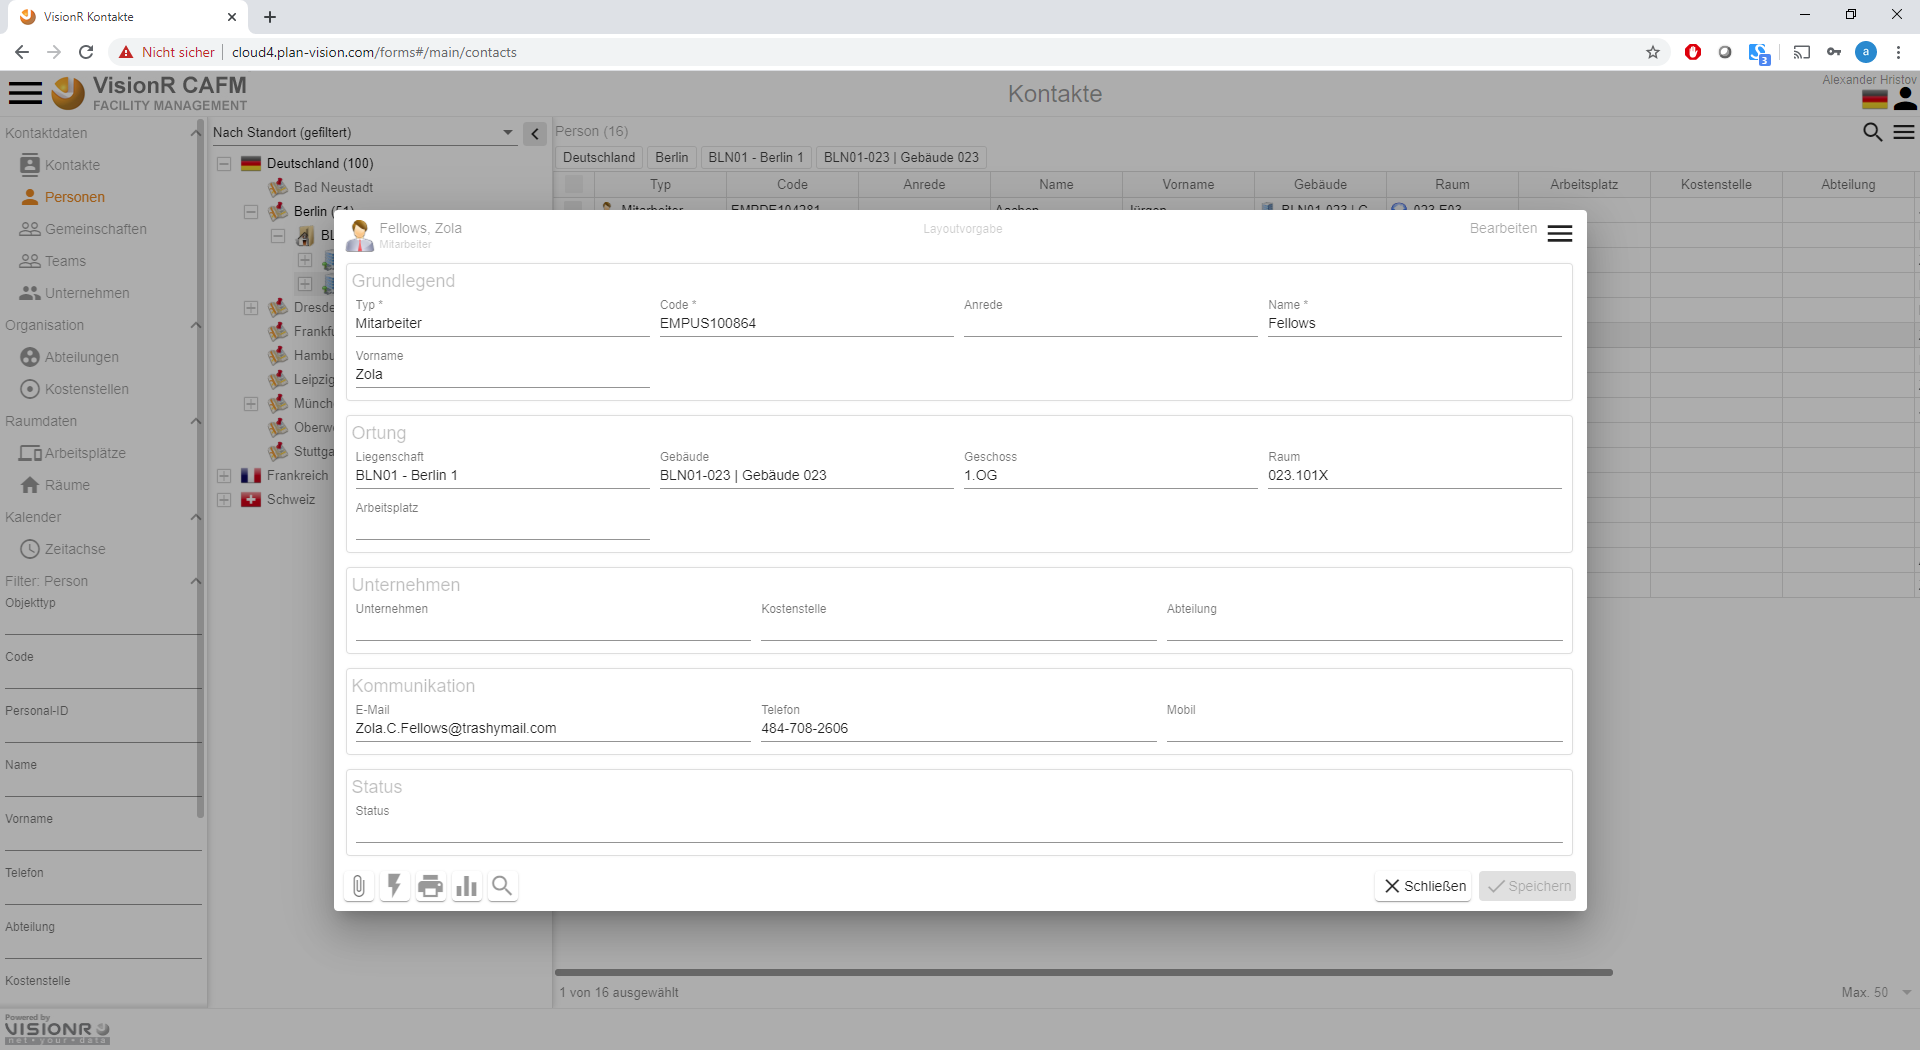 VisionR Kontakte
Nicht sicher cloud4.plan-vision.com/forms#/main/contacts
a
3
VisionR CAFM
FACILITY MANAGEMENT
Kontakte
Alexander Hristov
Kontaktdaten
Kontakte
Personen
Gemeinschaften
Teams
Unternehmen
Organisation
Abteilungen
Kostenstellen
Raumdaten
Arbeitsplätze
Räume
Kalender
Zeitachse
Filter: Person
Objekttyp
Code
Personal-ID
Name
Vorname
Telefon
Abteilung
Kostenstelle
Nach Standort (gefiltert)
Deutschland (100)
Bad Neustadt
Berlin (51)
BL
Dresde
Frankfu
Hambu
Leipzig
Münch
Oberw
Stuttga
Frankreich
Schweiz
Person (16)
Deutschland Berlin BLN01 - Berlin 1 BLN01-023 | Gebäude 023
Typ Code Anrede Name Vorname Gebäude Raum Arbeitsplatz Kostenstelle Abteilung
Mitarbeiter EMPDE104281 Aachen Jürgen BLN01-023 | G 023.E03
Fellows, Zola
Mitarbeiter
Layoutvorgabe
Bearbeiten
Grundlegend
Typ * Code * Anrede Name *
Mitarbeiter EMPUS100864 Fellows
Vorname
Zola
Ortung
Liegenschaft Gebäude Geschoss Raum
BLN01 - Berlin 1 BLN01-023 | Gebäude 023 1.OG 023.101X
Arbeitsplatz
Unternehmen
Unternehmen Kostenstelle Abteilung
Kommunikation
E-Mail Telefon Mobil
Zola.C.Fellows@trashymail.com 484-708-2606
Status
Status
Schließen Speichern
1 von 16 ausgewählt
Max. 50
Powered by
VISIONR
net • your • data